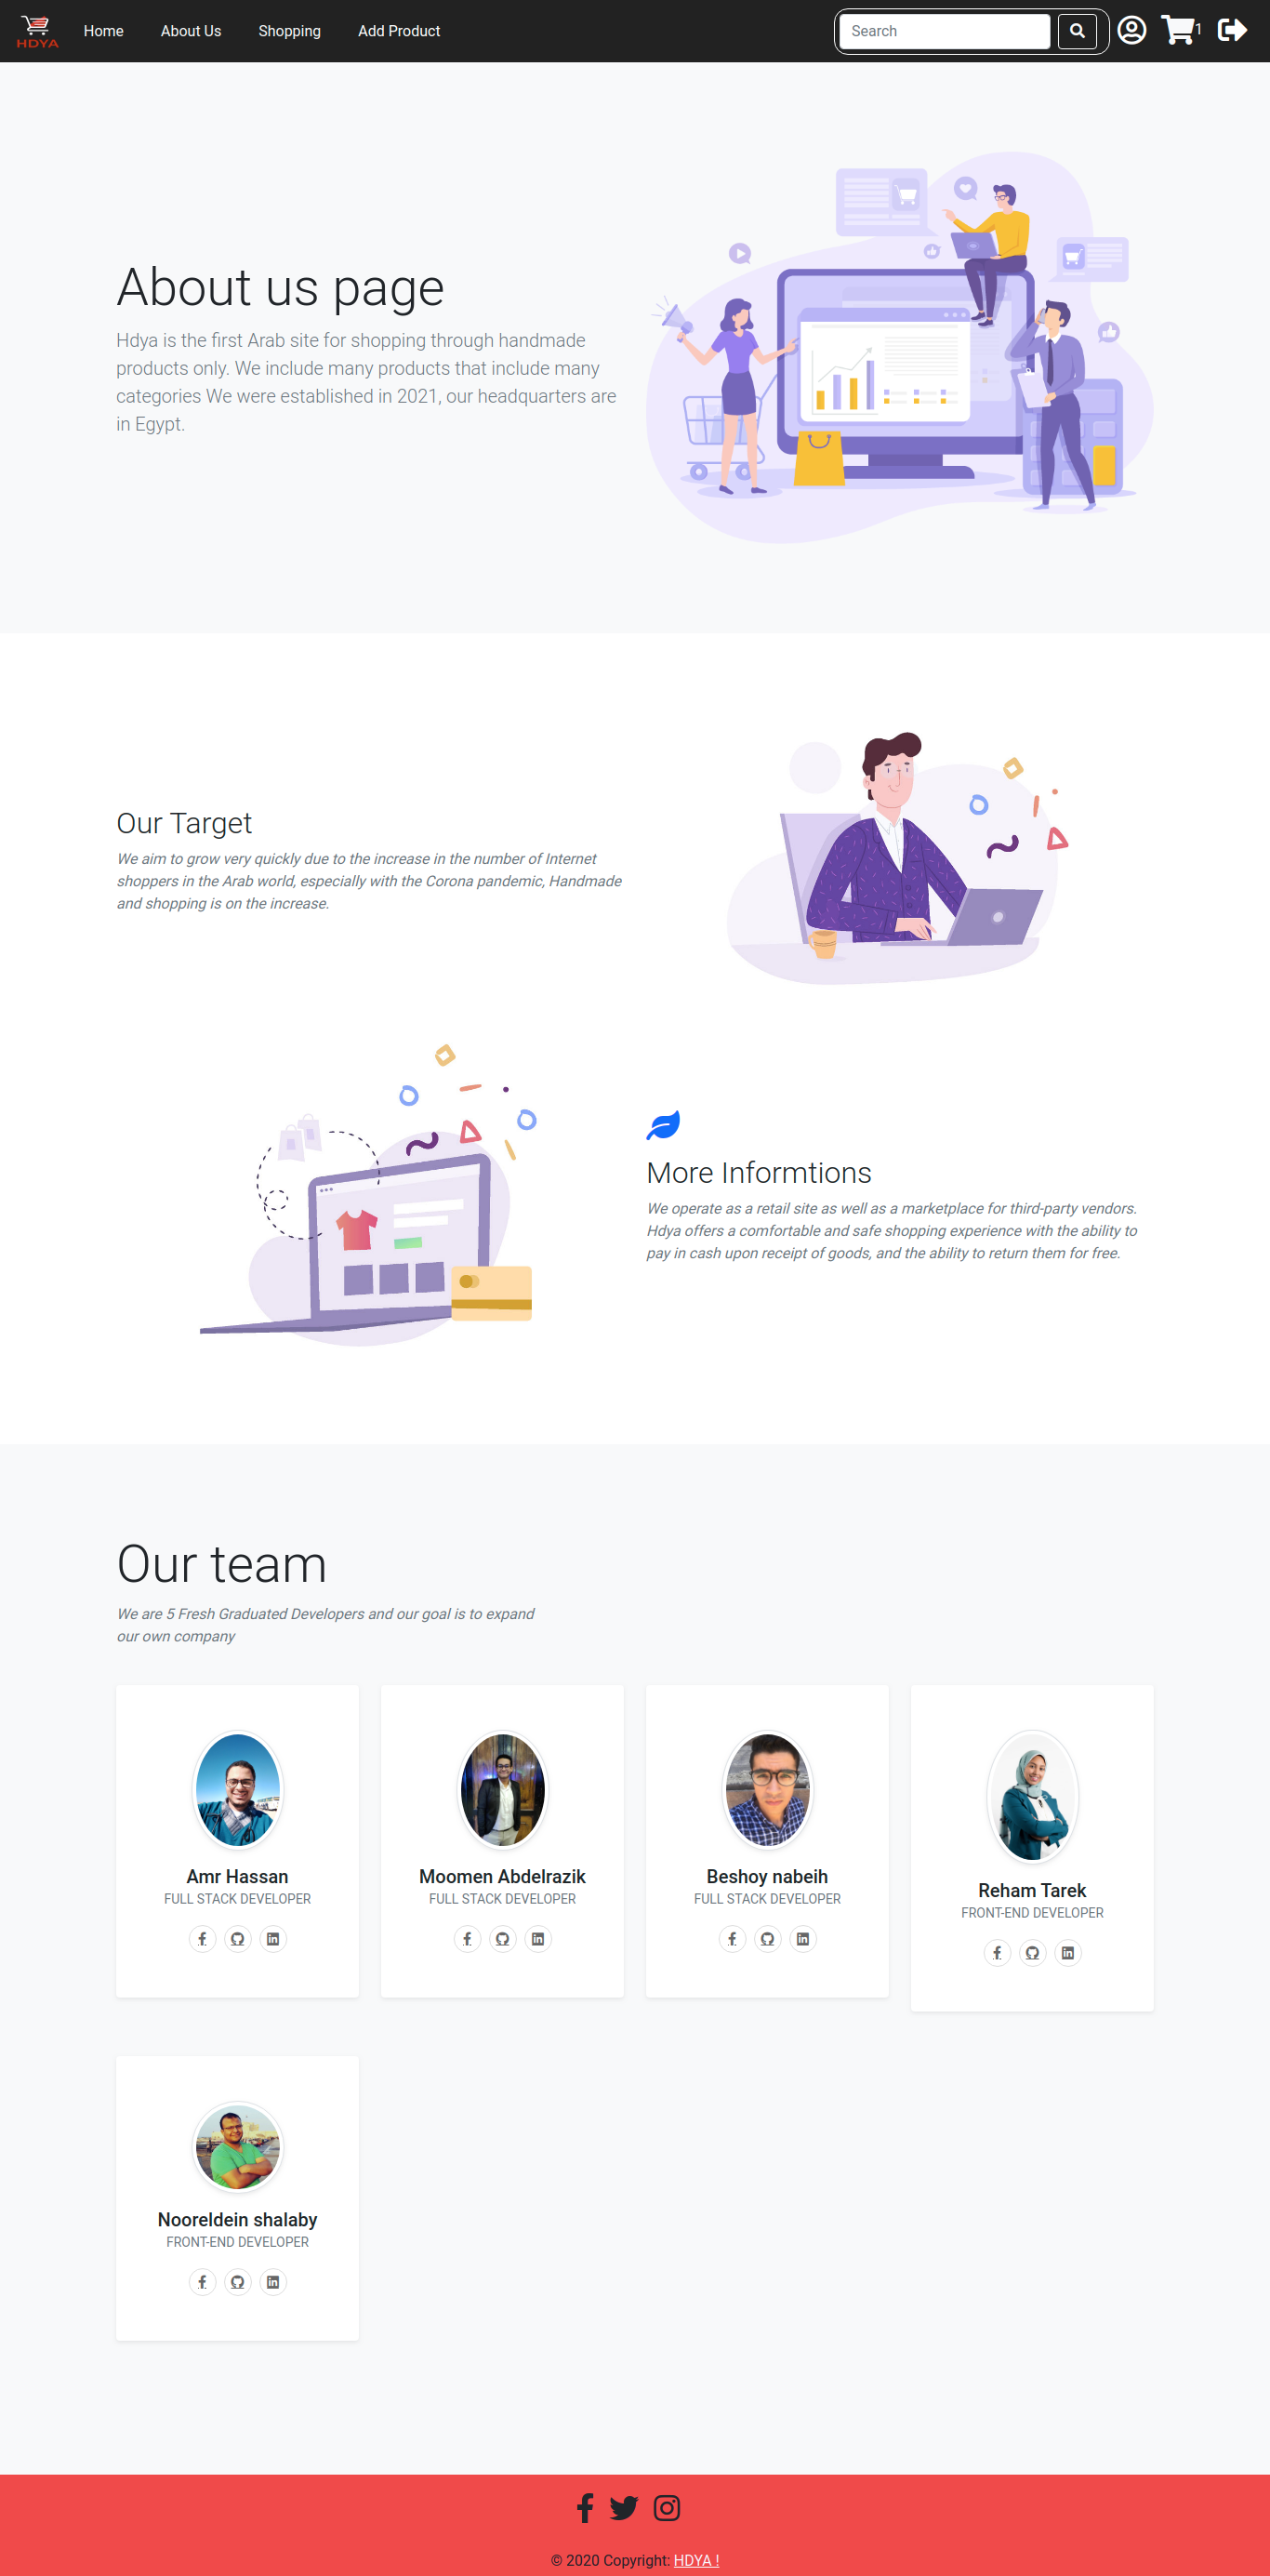 HDYA
Home
About Us
Shopping
Add Product
Search
1
About us page
Hdya is the first Arab site for shopping through handmade
products only. We include many products that include many
categories We were established in 2021, our headquarters are
in Egypt.
Our Target
We aim to grow very quickly due to the increase in the number of Internet
shoppers in the Arab world, especially with the Corona pandemic, Handmade
and shopping is on the increase.
More Informtions
We operate as a retail site as well as a marketplace for third-party vendors.
Hdya offers a comfortable and safe shopping experience with the ability to
pay in cash upon receipt of goods, and the ability to return them for free.
Our team
We are 5 Fresh Graduated Developers and our goal is to expand
our own company
Amr Hassan
FULL STACK DEVELOPER
Moomen Abdelrazik
FULL STACK DEVELOPER
Beshoy nabeih
FULL STACK DEVELOPER
Reham Tarek
FRONT-END DEVELOPER
Nooreldein shalaby
FRONT-END DEVELOPER
© 2020 Copyright: HDYA !